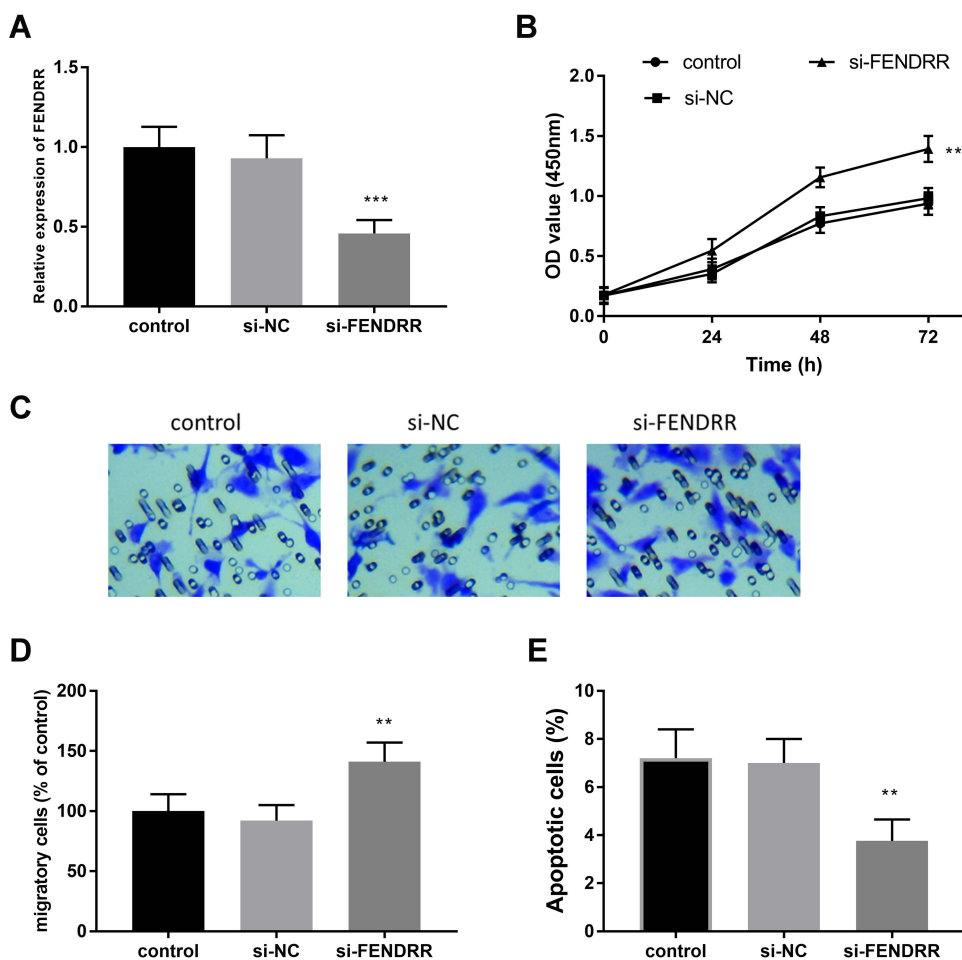 A
Relative expression of FENDRR
1.5
1.0
0.5
0.0
***
control si-NC si-FENDRR
B
control si-FENDRR
si-NC
OD value (450nm)
2.0
1.5
1.0
0.5
0.0
**
0 24 48 72
Time (h)
C
control si-NC si-FENDRR
D
migratory cells (% of control)
200
150
100
50
0
**
control si-NC si-FENDRR
E
Apoptotic cells (%)
10
8
6
4
2
0
**
control si-NC si-FENDRR